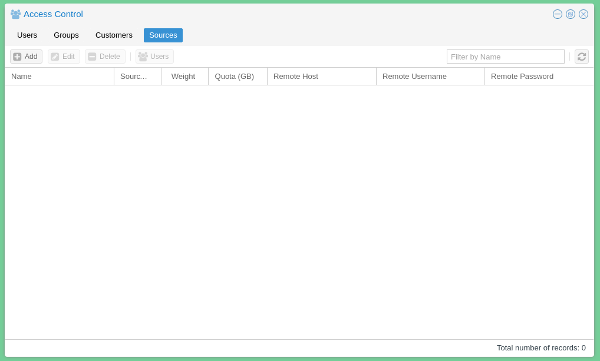 Access Control
Users Groups Customers Sources
Add Edit Delete Users Filter by Name
Name Sourc... Weight Quota (GB) Remote Host Remote Username Remote Password
Total number of records: 0